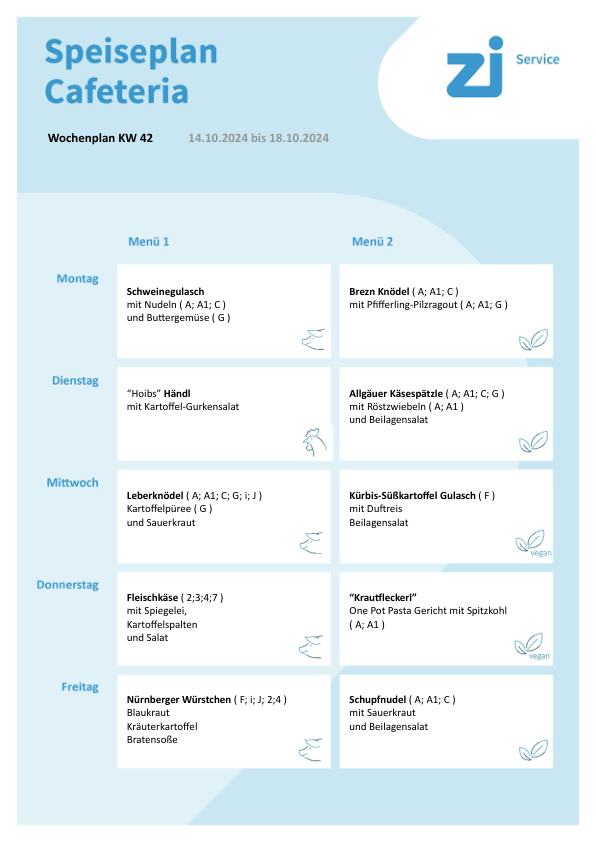 Speiseplan
Cafeteria
zi Service
Wochenplan KW 42 14.10.2024 bis 18.10.2024
Menü 1 Menü 2
Montag
Schweinegulasch
mit Nudeln ( A; A1; C )
und Buttergemüse ( G )
Brezn Knödel ( A; A1; C )
mit Pfifferling-Pilzragout ( A; A1; G )
Dienstag
“Hoibs” Händl
mit Kartoffel-Gurkensalat
Allgäuer Käsespätzle ( A; A1; C; G )
mit Röstzwiebeln ( A; A1 )
und Beilagensalat
Mittwoch
Leberknödel ( A; A1; C; G; i; J )
Kartoffelpüree ( G )
und Sauerkraut
Kürbis-Süßkartoffel Gulasch ( F )
mit Duftreis
Beilagensalat
vegan
Donnerstag
Fleischkäse ( 2;3;4;7 )
mit Spiegelei,
Kartoffelspalten
und Salat
“Krautfleckerl”
One Pot Pasta Gericht mit Spitzkohl
( A; A1 )
vegan
Freitag
Nürnberger Würstchen ( F; i; J; 2;4 )
Blaukraut
Kräuterkartoffel
Bratensoße
Schupfnudel ( A; A1; C )
mit Sauerkraut
und Beilagensalat